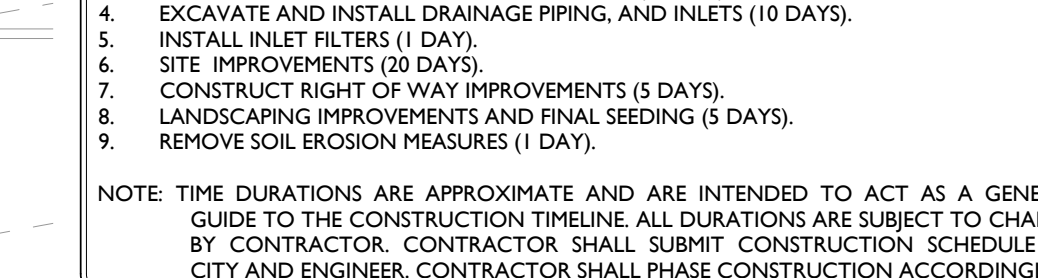 4. EXCAVATE AND INSTALL DRAINAGE PIPING, AND INLETS (10 DAYS).
5. INSTALL INLET FILTERS (1 DAY).
6. SITE IMPROVEMENTS (20 DAYS).
7. CONSTRUCT RIGHT OF WAY IMPROVEMENTS (5 DAYS).
8. LANDSCAPING IMPROVEMENTS AND FINAL SEEDING (5 DAYS).
9. REMOVE SOIL EROSION MEASURES (1 DAY).
NOTE: TIME DURATIONS ARE APPROXIMATE AND ARE INTENDED TO ACT AS A GENE
GUIDE TO THE CONSTRUCTION TIMELINE. ALL DURATIONS ARE SUBJECT TO CHA
BY CONTRACTOR. CONTRACTOR SHALL SUBMIT CONSTRUCTION SCHEDULE
CITY AND ENGINEER. CONTRACTOR SHALL PHASE CONSTRUCTION ACCORDINGL